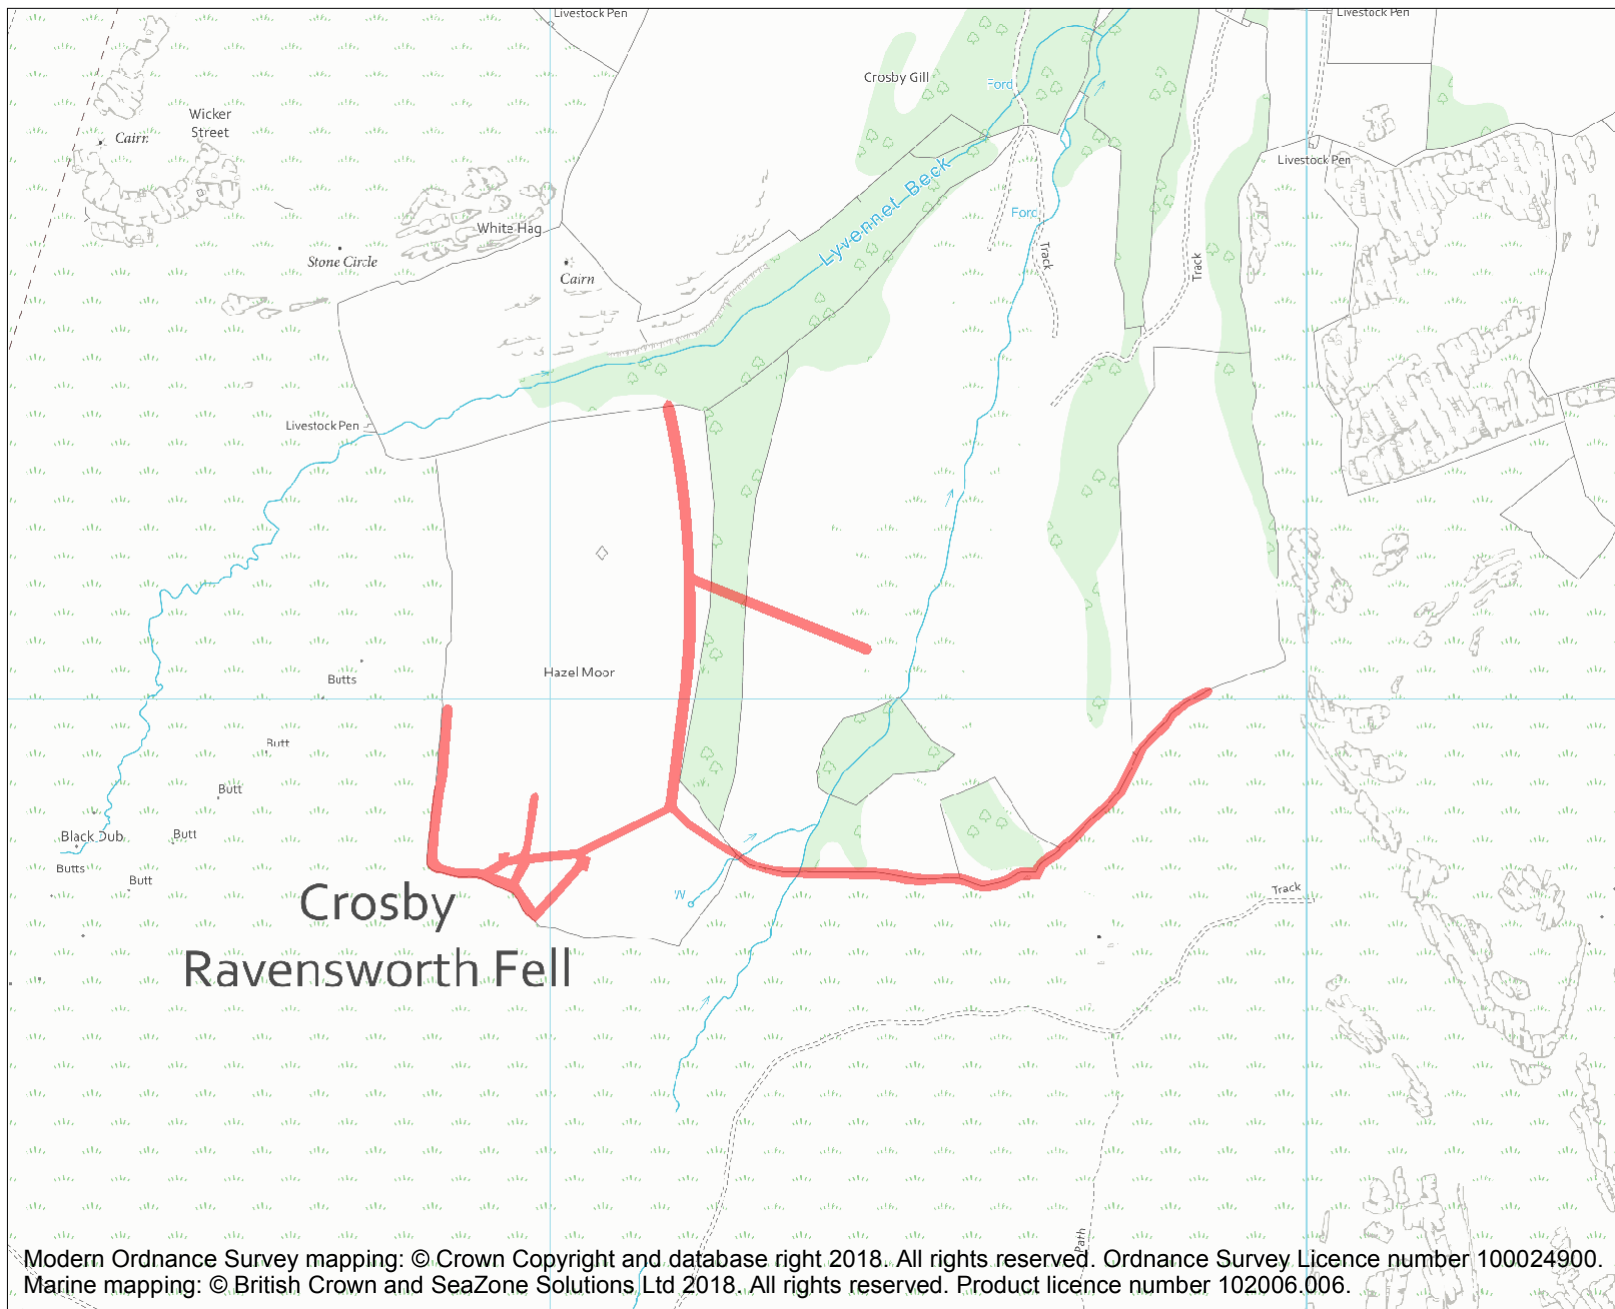 Livestock Pen
Livestock Pen
Crosby Gill
Ford
Wicker
Street
Cairn
Livestock Pen
Lyvennet Beck
Ford
White Hag
Track
Track
Stone Circle
Cairn
Livestock Pen
Hazel Moor
Butts
Butt
Butt
Black Dub
Butt
Butts
Butt
W
Track
Crosby
Ravensworth Fell
Path
Modern Ordnance Survey mapping: © Crown Copyright and database right 2018. All rights reserved. Ordnance Survey Licence number 100024900.
Marine mapping: © British Crown and SeaZone Solutions Ltd 2018. All rights reserved. Product licence number 102006.006.